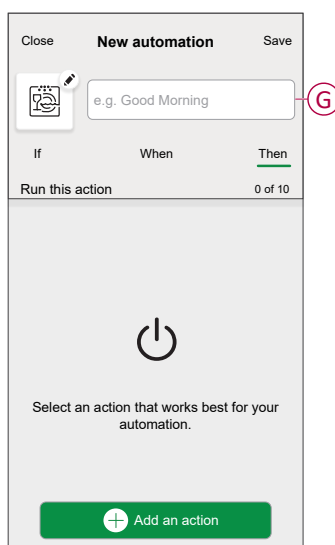 Close New automation Save
e.g. Good Morning
G
If When Then
Run this action 0 of 10
Select an action that works best for your
automation.
Add an action